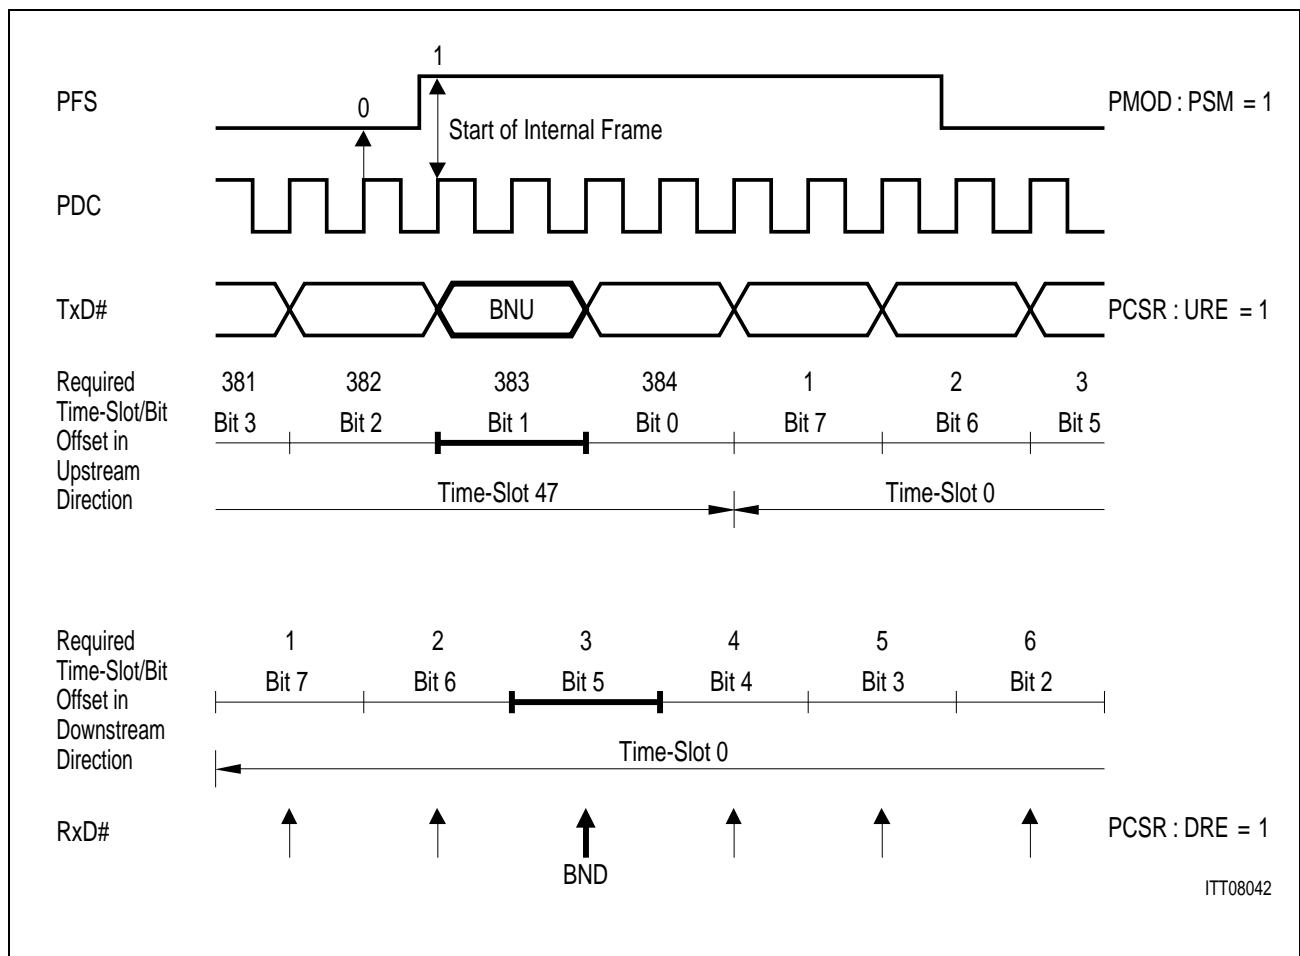 1
PFS
0
PMOD : PSM = 1
Start of Internal Frame
PDC
TxD#
BNU
PCSR : URE = 1
Required
Time-Slot/Bit
Offset in
Upstream
Direction
381 382 383 384 1 2 3
Bit 3 Bit 2 Bit 1 Bit 0 Bit 7 Bit 6 Bit 5
Time-Slot 47 Time-Slot 0
Required
Time-Slot/Bit
Offset in
Downstream
Direction
1 2 3 4 5 6
Bit 7 Bit 6 Bit 5 Bit 4 Bit 3 Bit 2
Time-Slot 0
RxD#
PCSR : DRE = 1
BND
ITT08042